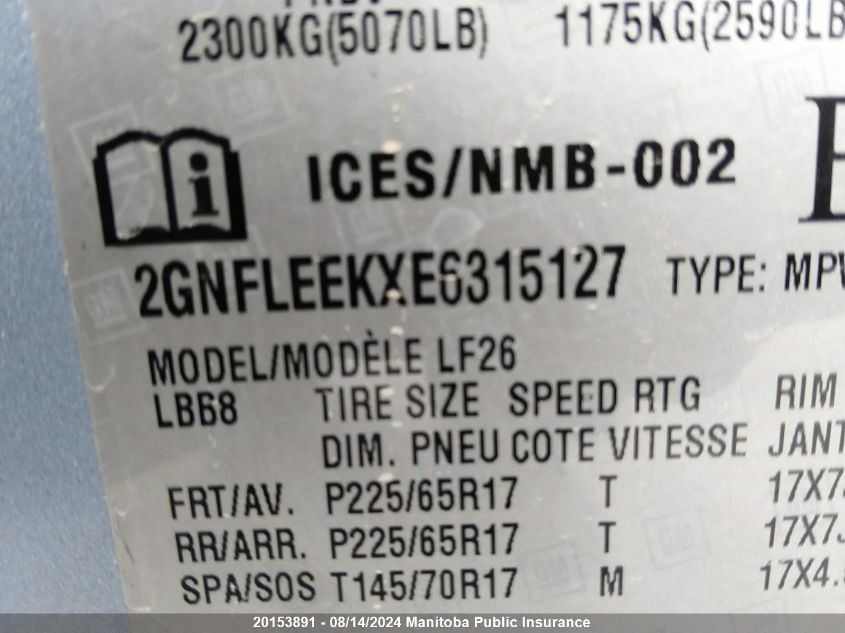 2300KG(5070LB) 1175KG(2590LB
ICES/NMB-002
2GNFLEEKXE6315127 TYPE: MPV
MODEL/MODÈLE LF26
TIRE SIZE SPEED RTG RIM
DIM. PNEU COTE VITESSE JANT
FRT/AV. P225/65R17 T 17X7
RR/ARR. P225/65R17 T 17X7J
SPA/SOS T145/70R17 M 17X4.
20153891 - 08/14/2024 Manitoba Public Insurance